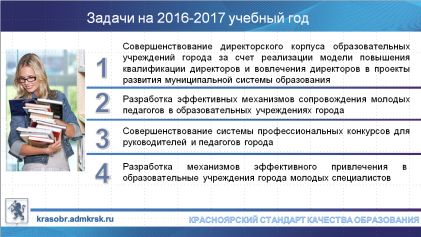 Задачи на 2016-2017 учебный год
1
Совершенствование директорского корпуса образовательных
учреждений города за счет реализации модели повышения
квалификации директоров и вовлечения директоров в проекты
развития муниципальной системы образования
2
Разработка эффективных механизмов сопровождения молодых
педагогов в образовательных учреждениях города
3
Совершенствование системы профессиональных конкурсов для
руководителей и педагогов города
4
Разработка механизмов эффективного привлечения в
образовательные учреждения города молодых специалистов
krasobr.admkrsk.ru
КРАСНОЯРСКИЙ СТАНДАРТ КАЧЕСТВА ОБРАЗОВАНИЯ